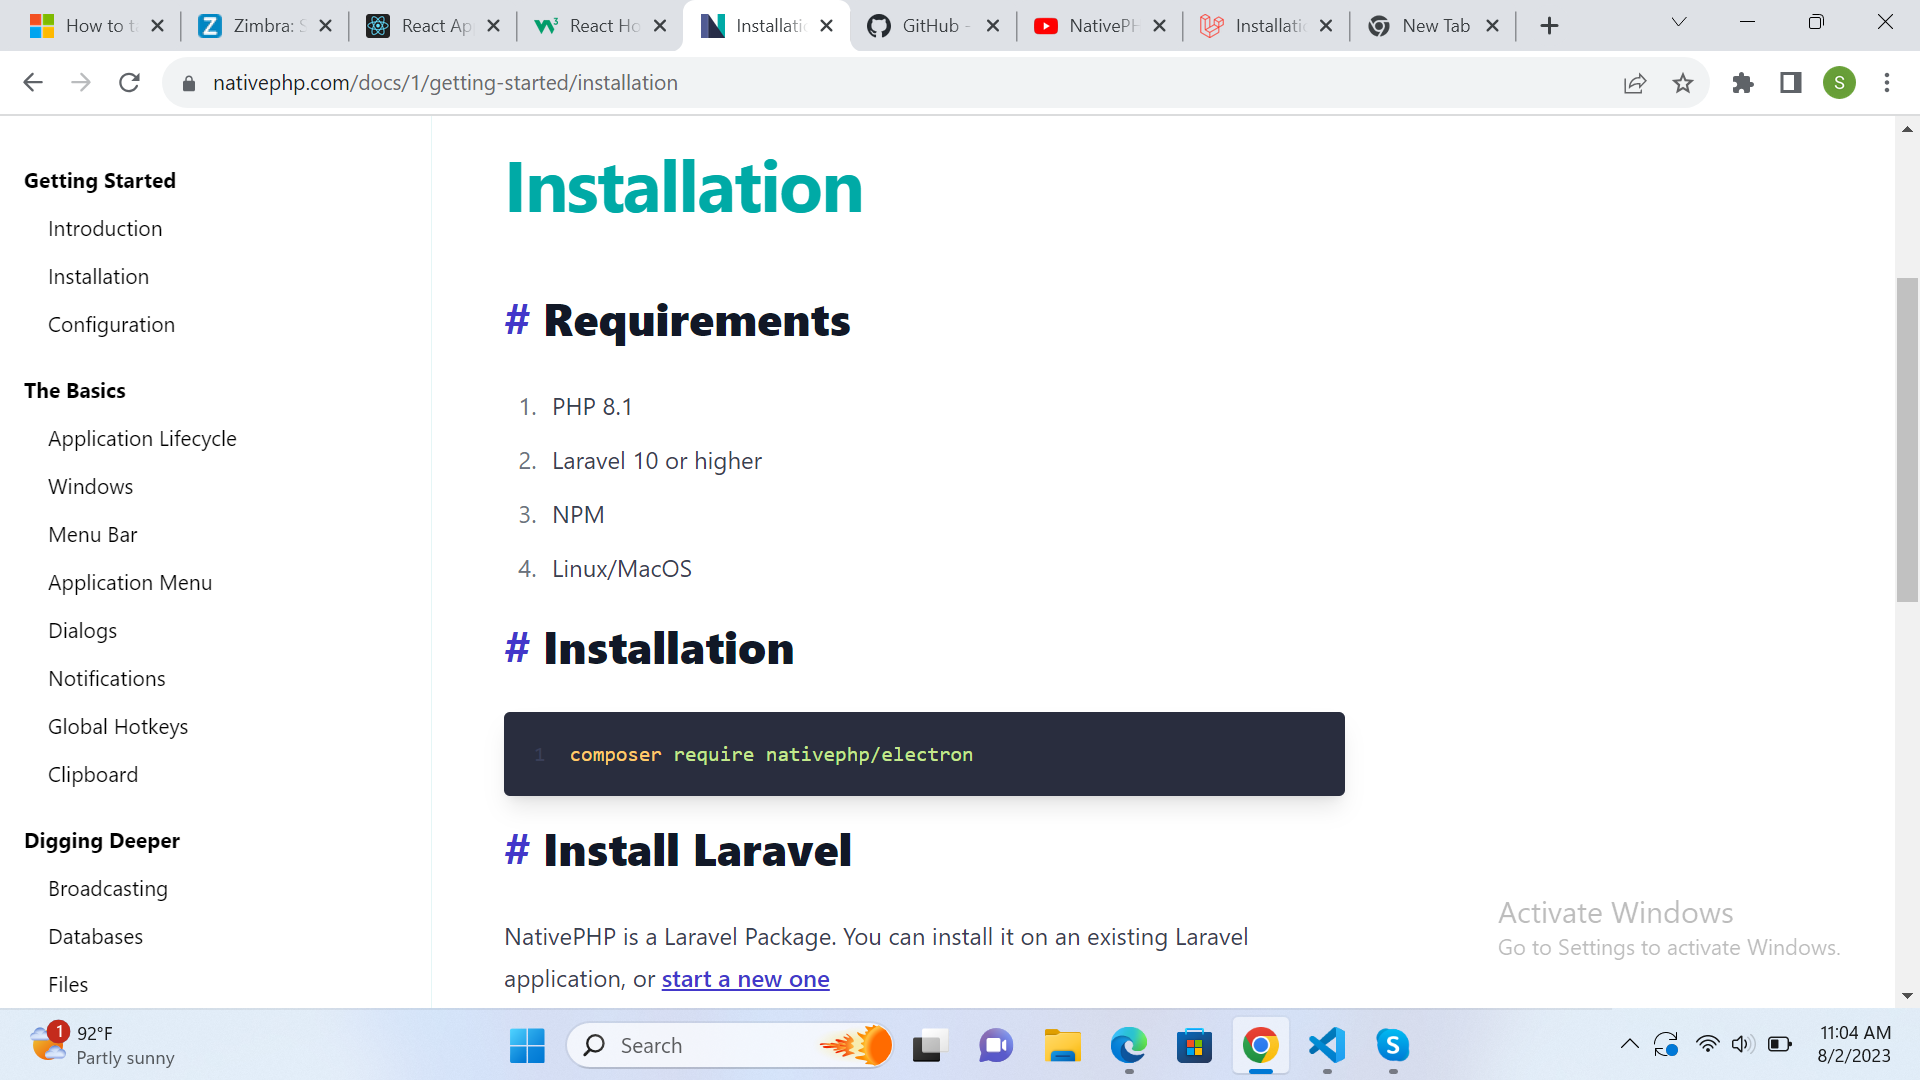 How to ta
Zimbra: S
React Ap
React Ho
Installatio
GitHub -
NativePH
Installatio
New Tab
nativephp.com/docs/1/getting-started/installation
S
Getting Started
Introduction
Installation
Configuration
The Basics
Application Lifecycle
Windows
Menu Bar
Application Menu
Dialogs
Notifications
Global Hotkeys
Clipboard
Digging Deeper
Broadcasting
Databases
Files
Installation
# Requirements
1. PHP 8.1
2. Laravel 10 or higher
3. NPM
4. Linux/MacOS
# Installation
1 composer require nativephp/electron
# Install Laravel
NativePHP is a Laravel Package. You can install it on an existing Laravel
application, or start a new one
Activate Windows
Go to Settings to activate Windows.
1
92°F
Partly sunny
Search
11:04 AM
8/2/2023